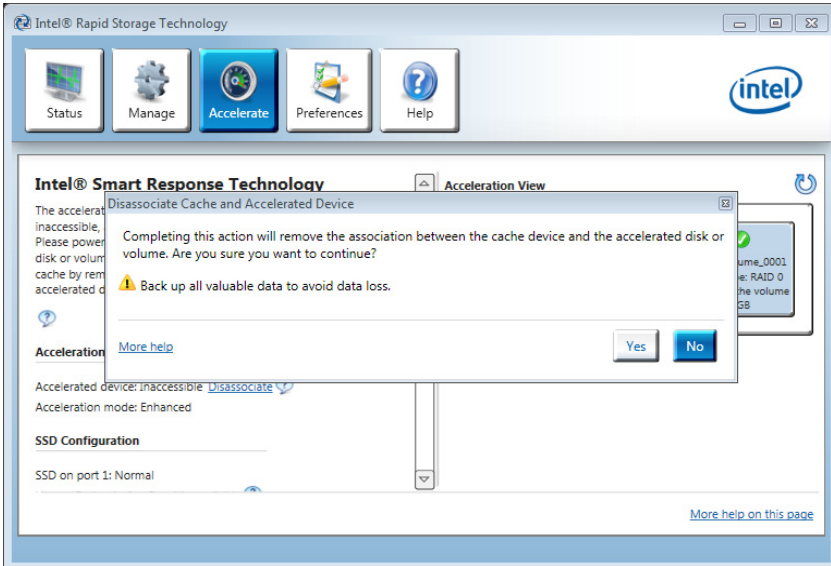 Intel® Rapid Storage Technology
Status
Manage
Accelerate
Preferences
Help
intel
Intel® Smart Response Technology
The accelerat
inaccessible,
Please power
disk or volum
cache by rem
accelerated d
Acceleration
Accelerated device: Inaccessible Disassociate
Acceleration mode: Enhanced
SSD Configuration
SSD on port 1: Normal
Acceleration View
ume_0001
e: RAID 0
he volume
GB
Disassociate Cache and Accelerated Device
Completing this action will remove the association between the cache device and the accelerated disk or
volume. Are you sure you want to continue?
Back up all valuable data to avoid data loss.
More help
Yes
No
More help on this page